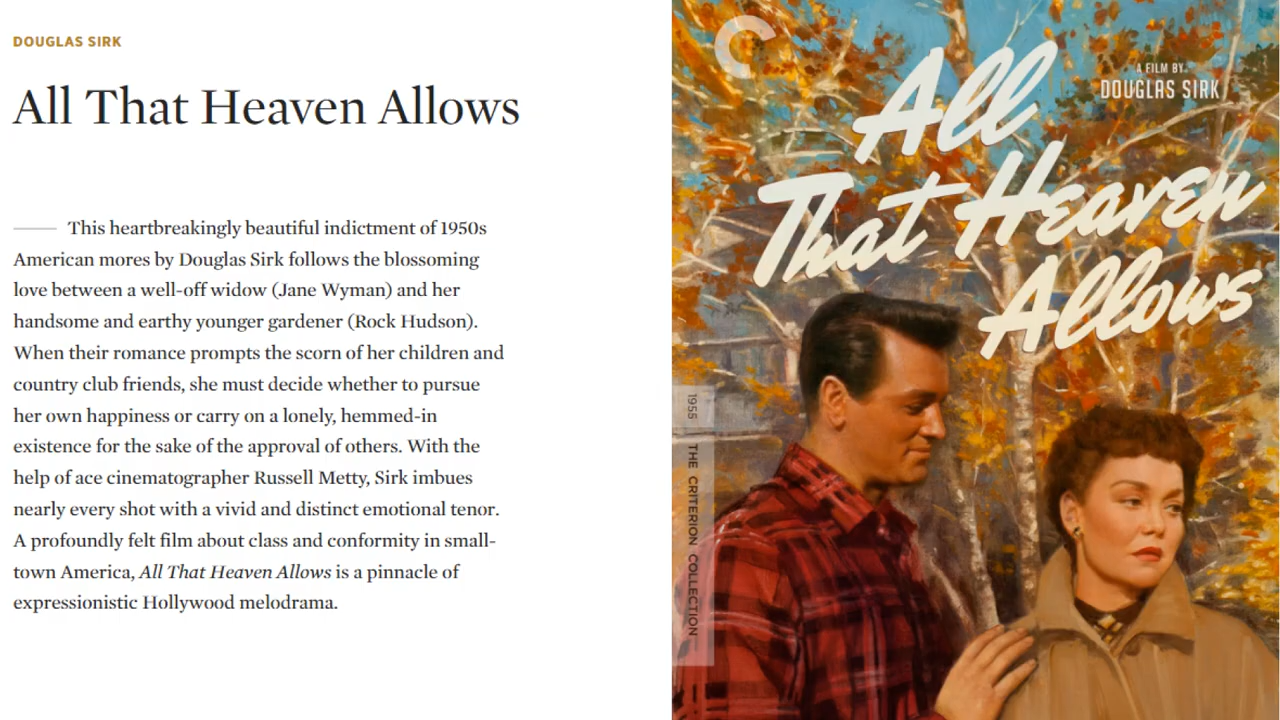 DOUGLAS SIRK
All That Heaven Allows
This heartbreakingly beautiful indictment of 1950s
American mores by Douglas Sirk follows the blossoming
love between a well-off widow (Jane Wyman) and her
handsome and earthy younger gardener (Rock Hudson).
When their romance prompts the scorn of her children and
country club friends, she must decide whether to pursue
her own happiness or carry on a lonely, hemmed-in
existence for the sake of the approval of others. With the
help of ace cinematographer Russell Metty, Sirk imbues
nearly every shot with a vivid and distinct emotional tenor.
A profoundly felt film about class and conformity in small-
town America, All That Heaven Allows is a pinnacle of
expressionistic Hollywood melodrama.
A FILM BY
DOUGLAS SIRK
All
That Heaven
Allows
1955 THE CRITERION COLLECTION